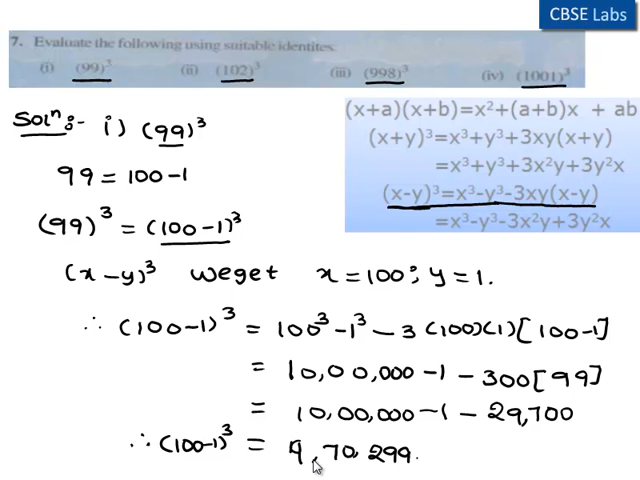 CBSE Labs
7. Evaluate the following using suitable identites.
(i) (99)³ (ii) (102)³ (iii) (998)³ (iv) (1001)³
Solⁿ:- i) (99)³
(x+a)(x+b)=x²+(a+b)x + ab
(x+y)³=x³+y³+3xy(x+y)
=x³+y³+3x²y+3y²x
(x-y)³=x³-y³-3xy(x-y)
=x³-y³-3x²y+3y²x
99 = 100-1
(99)³ = (100-1)³
(x-y)³ weget x=100; y=1.
∴ (100-1)³ = 100³-1³-3(100)(1)[100-1]
= 10,00,000-1-300[99]
= 10,00,000-1-29,700
∴ (100-1)³ = 9,70,299.